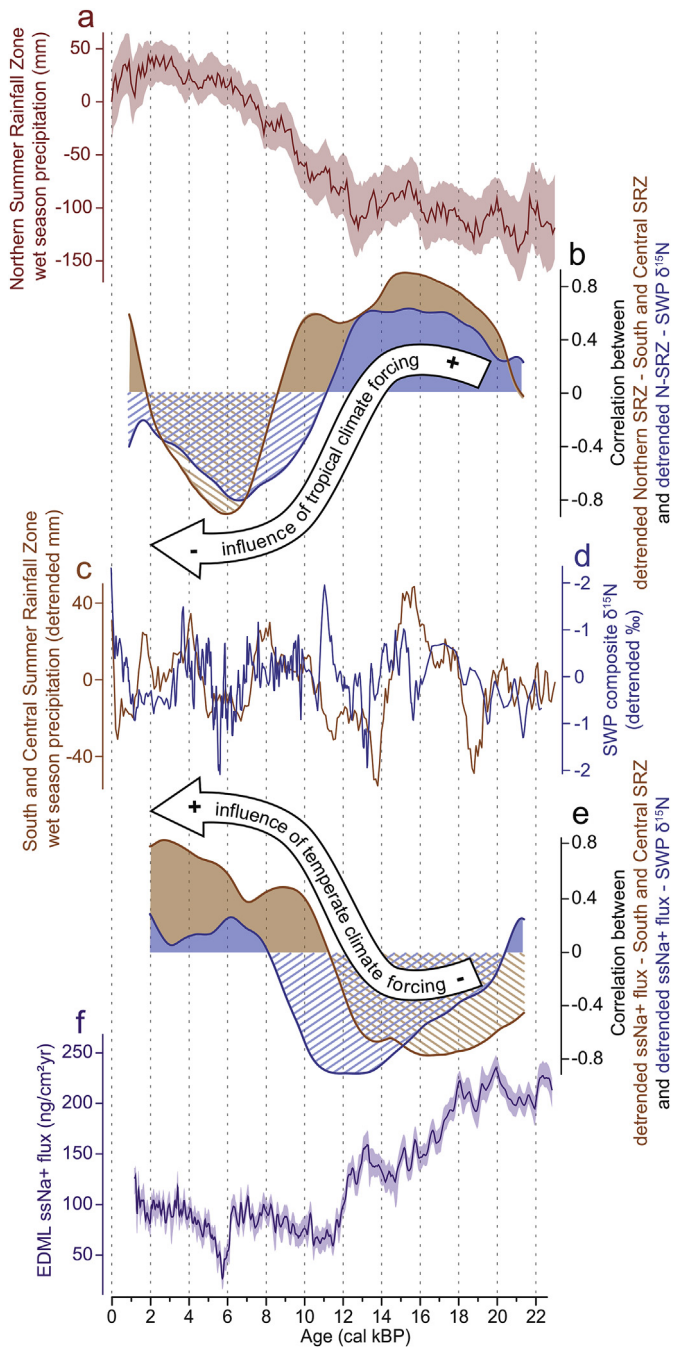 a
Northern Summer Rainfall Zone
wet season precipitation (mm)
50
0
-50
-100
-150
b
0.8
0.4
0
-0.4
-0.8
Correlation between
detrended Northern SRZ - South and Central SRZ
and detrended N-SRZ - SWP δ¹⁵N
+
influence of tropical climate forcing
-
c
South and Central Summer Rainfall Zone
wet season precipitation (detrended mm)
40
0
-40
d
-2
-1
0
-1
-2
SWP composite δ¹⁵N
(detrended ‰)
+
influence of temperate climate forcing
-
e
0.8
0.4
0
-0.4
-0.8
Correlation between
detrended ssNa+ flux - South and Central SRZ
and detrended ssNa+ flux - SWP δ¹⁵N
f
EDML ssNa+ flux (ng/cm²yr)
250
200
150
100
50
0 2 4 6 8 10 12 14 16 18 20 22
Age (cal kBP)